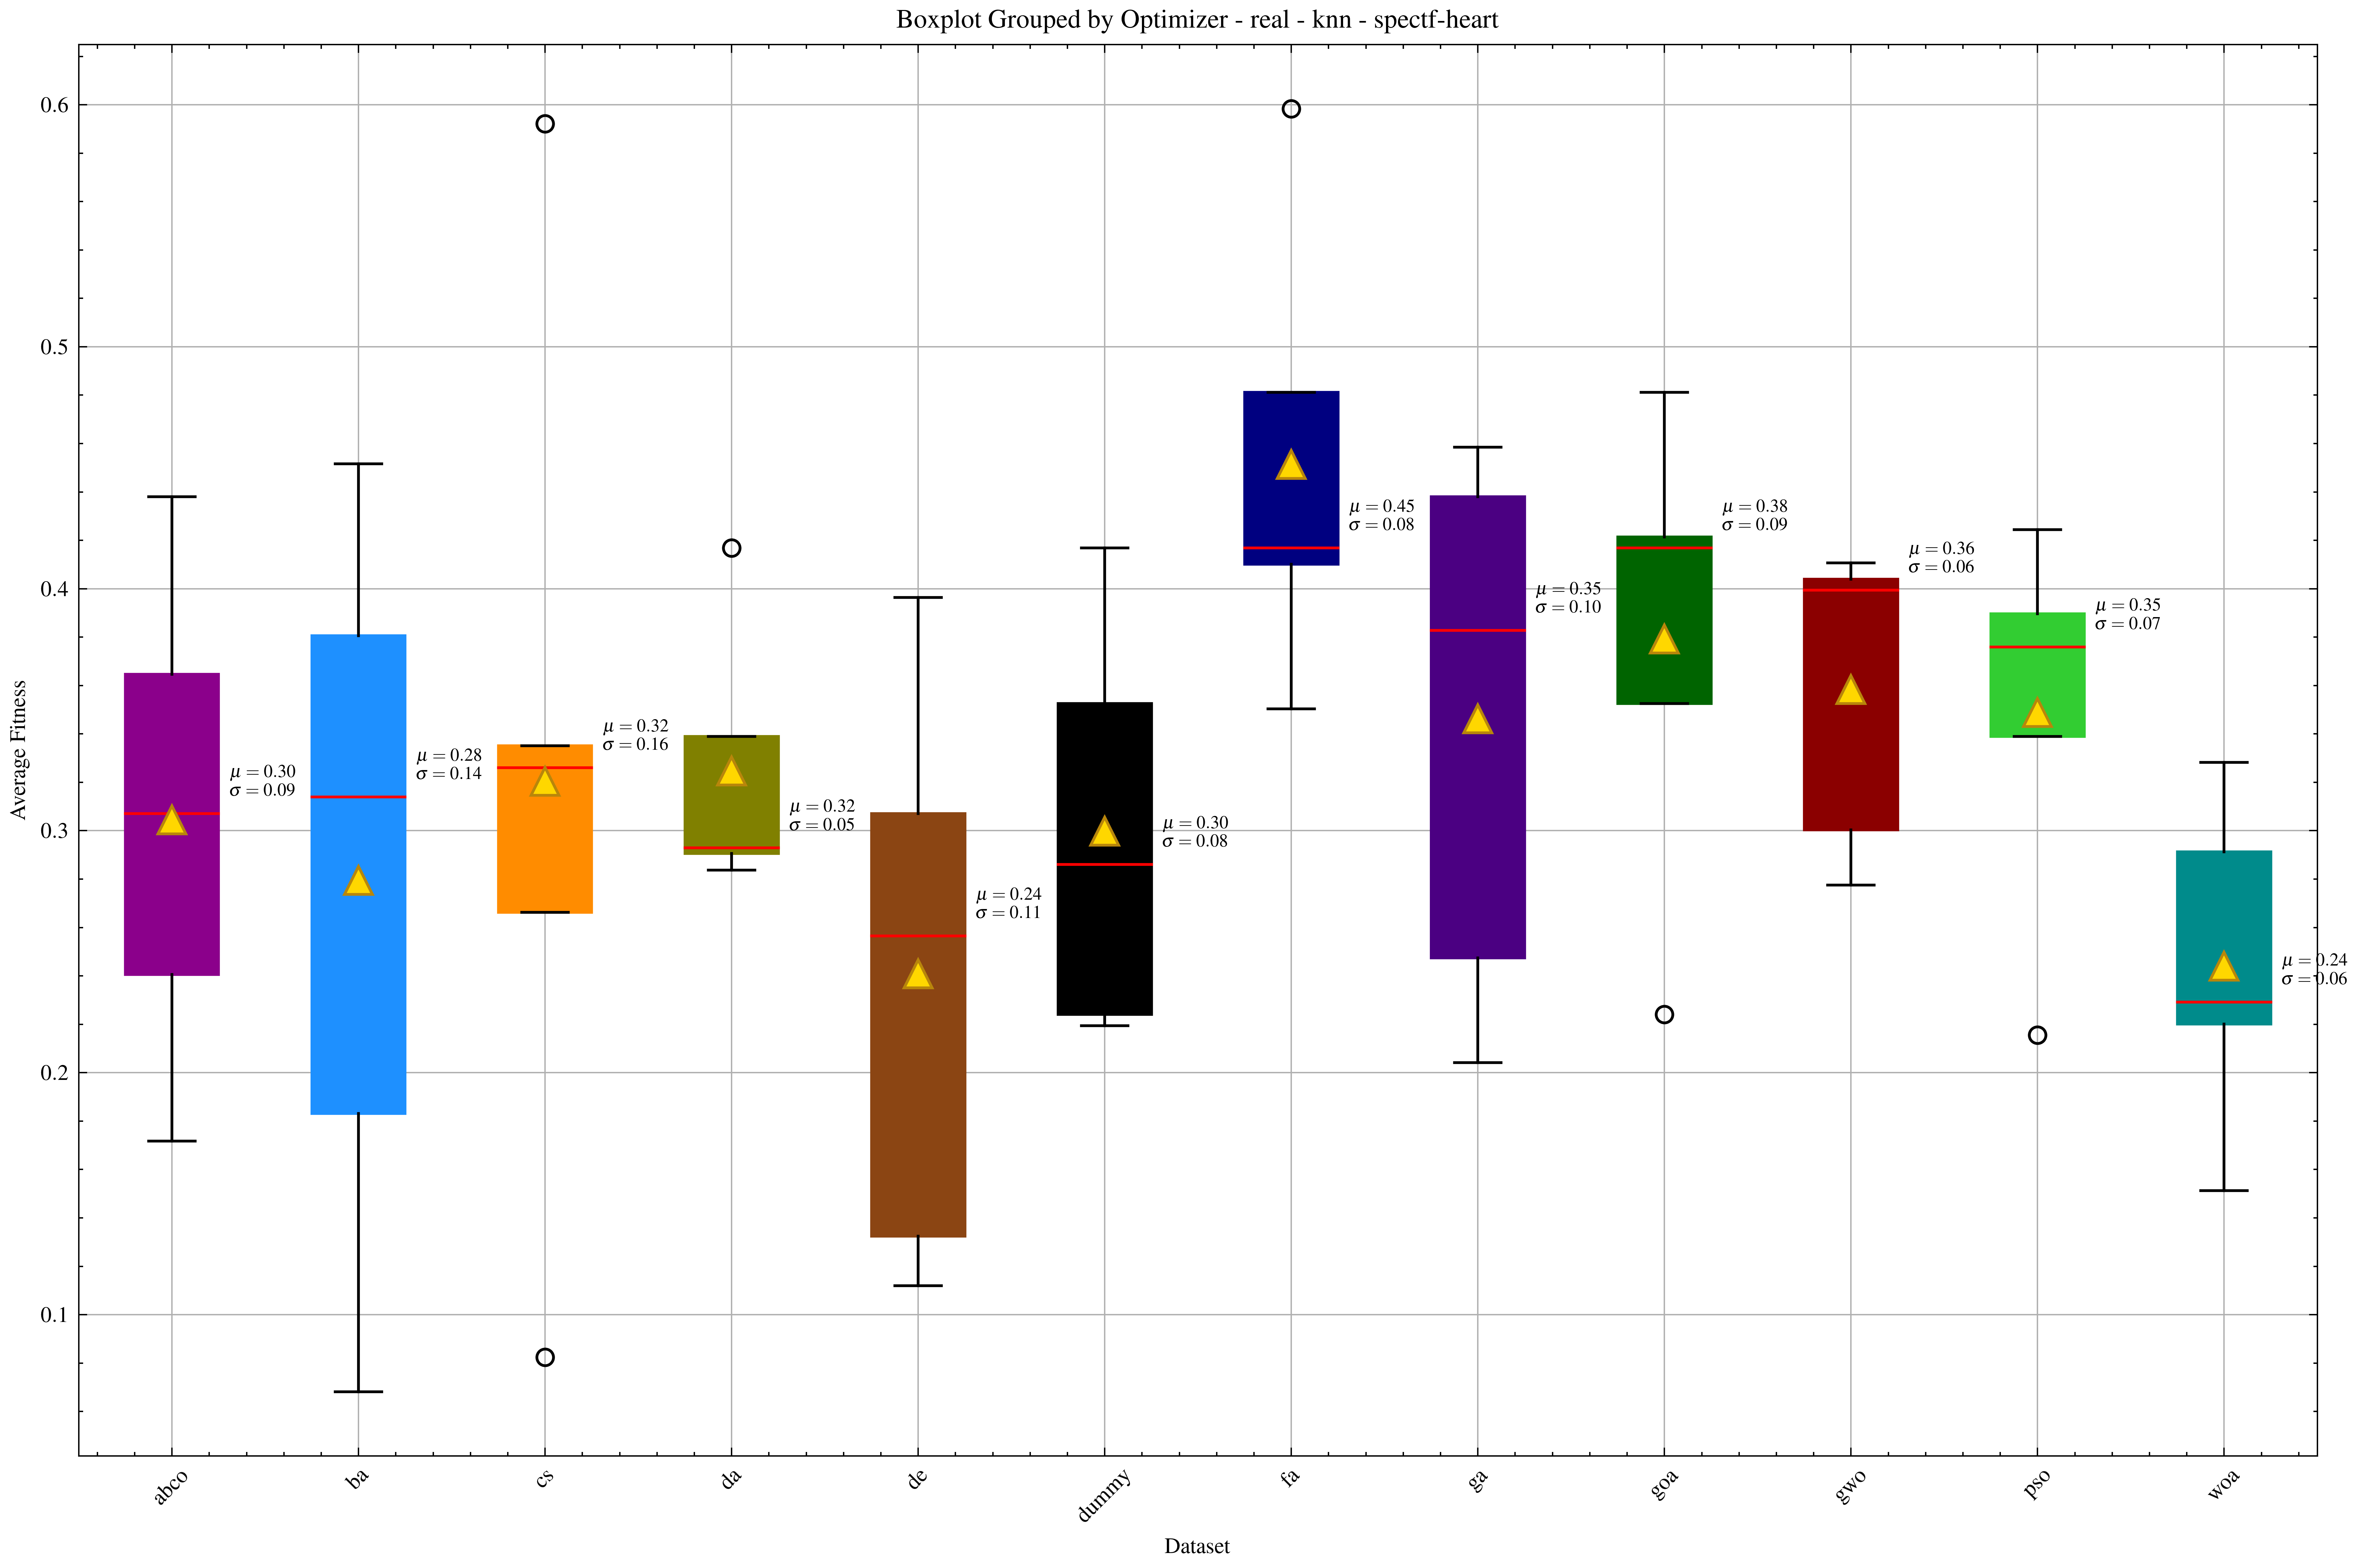 Boxplot Grouped by Optimizer - real - knn - spectf-heart
Average Fitness
0.6
0.5
0.4
0.3
0.2
0.1
μ = 0.30
σ = 0.09
μ = 0.28
σ = 0.14
μ = 0.32
σ = 0.16
μ = 0.32
σ = 0.05
μ = 0.24
σ = 0.11
μ = 0.30
σ = 0.08
μ = 0.45
σ = 0.08
μ = 0.35
σ = 0.10
μ = 0.38
σ = 0.09
μ = 0.36
σ = 0.06
μ = 0.35
σ = 0.07
μ = 0.24
σ = 0.06
abco
ba
cs
da
de
dummy
fa
ga
goa
gwo
pso
woa
Dataset